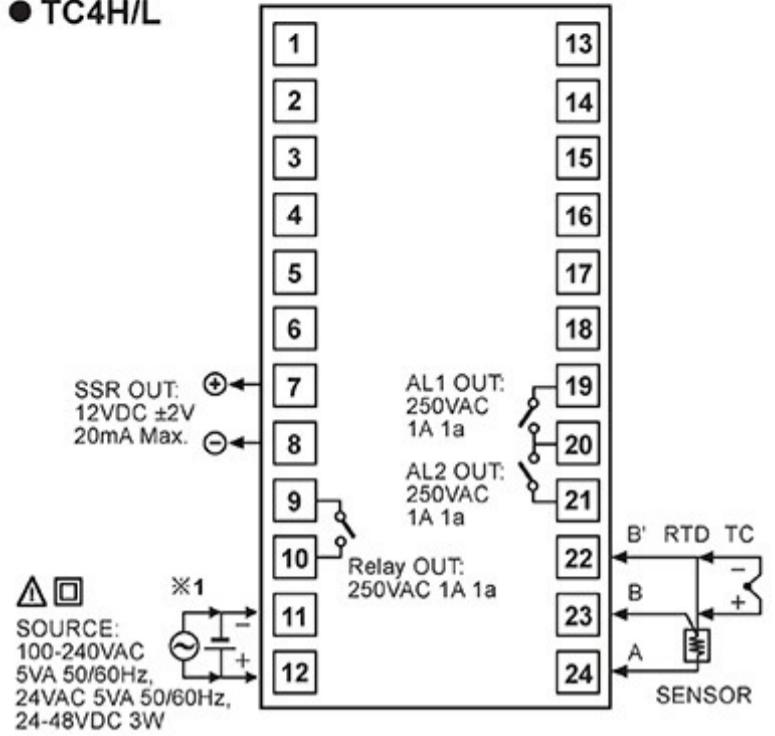 ● TC4H/L
1
13
2
14
3
15
4
16
5
17
6
18
SSR OUT:
12VDC ±2V
20mA Max.
⊕
7
⊖
8
AL1 OUT:
250VAC
1A 1a
19
20
AL2 OUT:
250VAC
1A 1a
21
9
10
Relay OUT:
250VAC 1A 1a
B' RTD TC
22
−
+
B
23
A
24
SENSOR
※1
11
−
+
12
SOURCE:
100-240VAC
5VA 50/60Hz,
24VAC 5VA 50/60Hz,
24-48VDC 3W